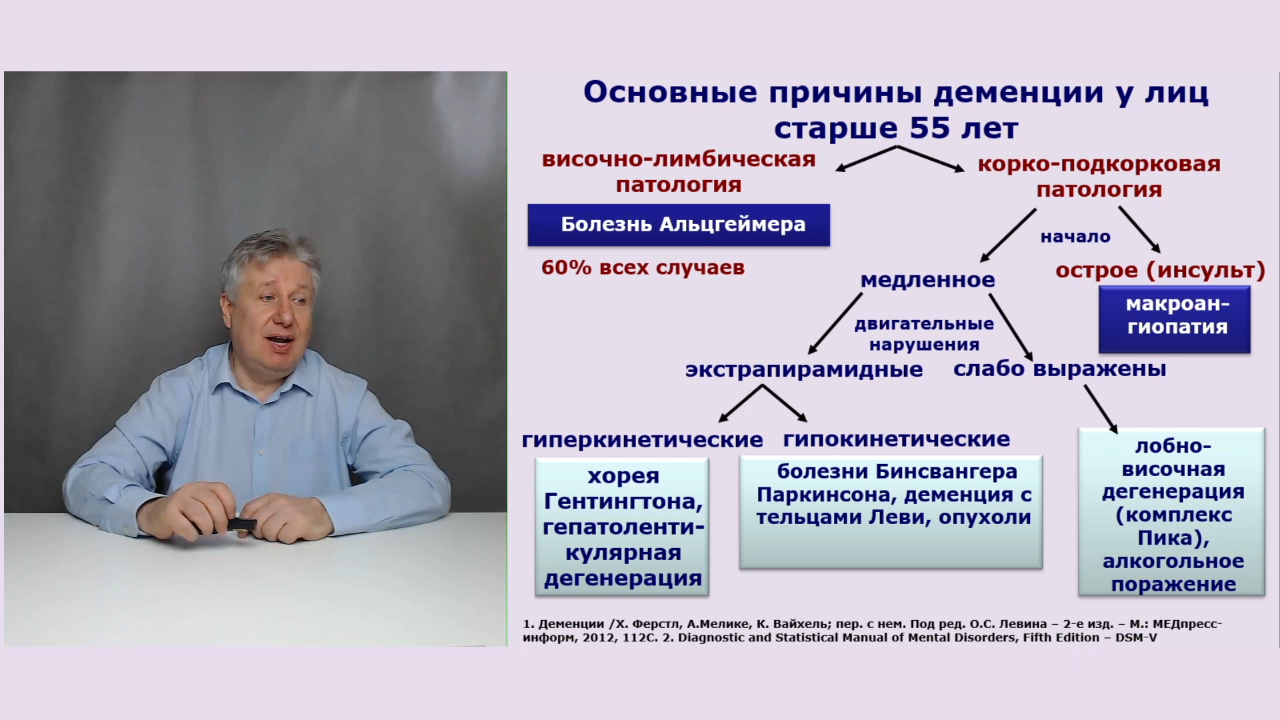 Основные причины деменции у лиц
старше 55 лет
височно-лимбическая
патология
Болезнь Альцгеймера
60% всех случаев
корко-подкорковая
патология
начало
медленное
острое (инсульт)
макроан-
гиопатия
двигательные
нарушения
экстрапирамидные
слабо выражены
гиперкинетические
гипокинетические
хорея
Гентингтона,
гепатоленти-
кулярная
дегенерация
болезни Бинсвангера
Паркинсона, деменция с
тельцами Леви, опухоли
лобно-
височная
дегенерация
(комплекс
Пика),
алкогольное
поражение
1. Деменции /Х. Ферстл, А.Мелике, К. Вайхель; пер. с нем. Под ред. О.С. Левина – 2-е изд. – М.: МЕДпресс-
информ, 2012, 112С. 2. Diagnostic and Statistical Manual of Mental Disorders, Fifth Edition – DSM-V